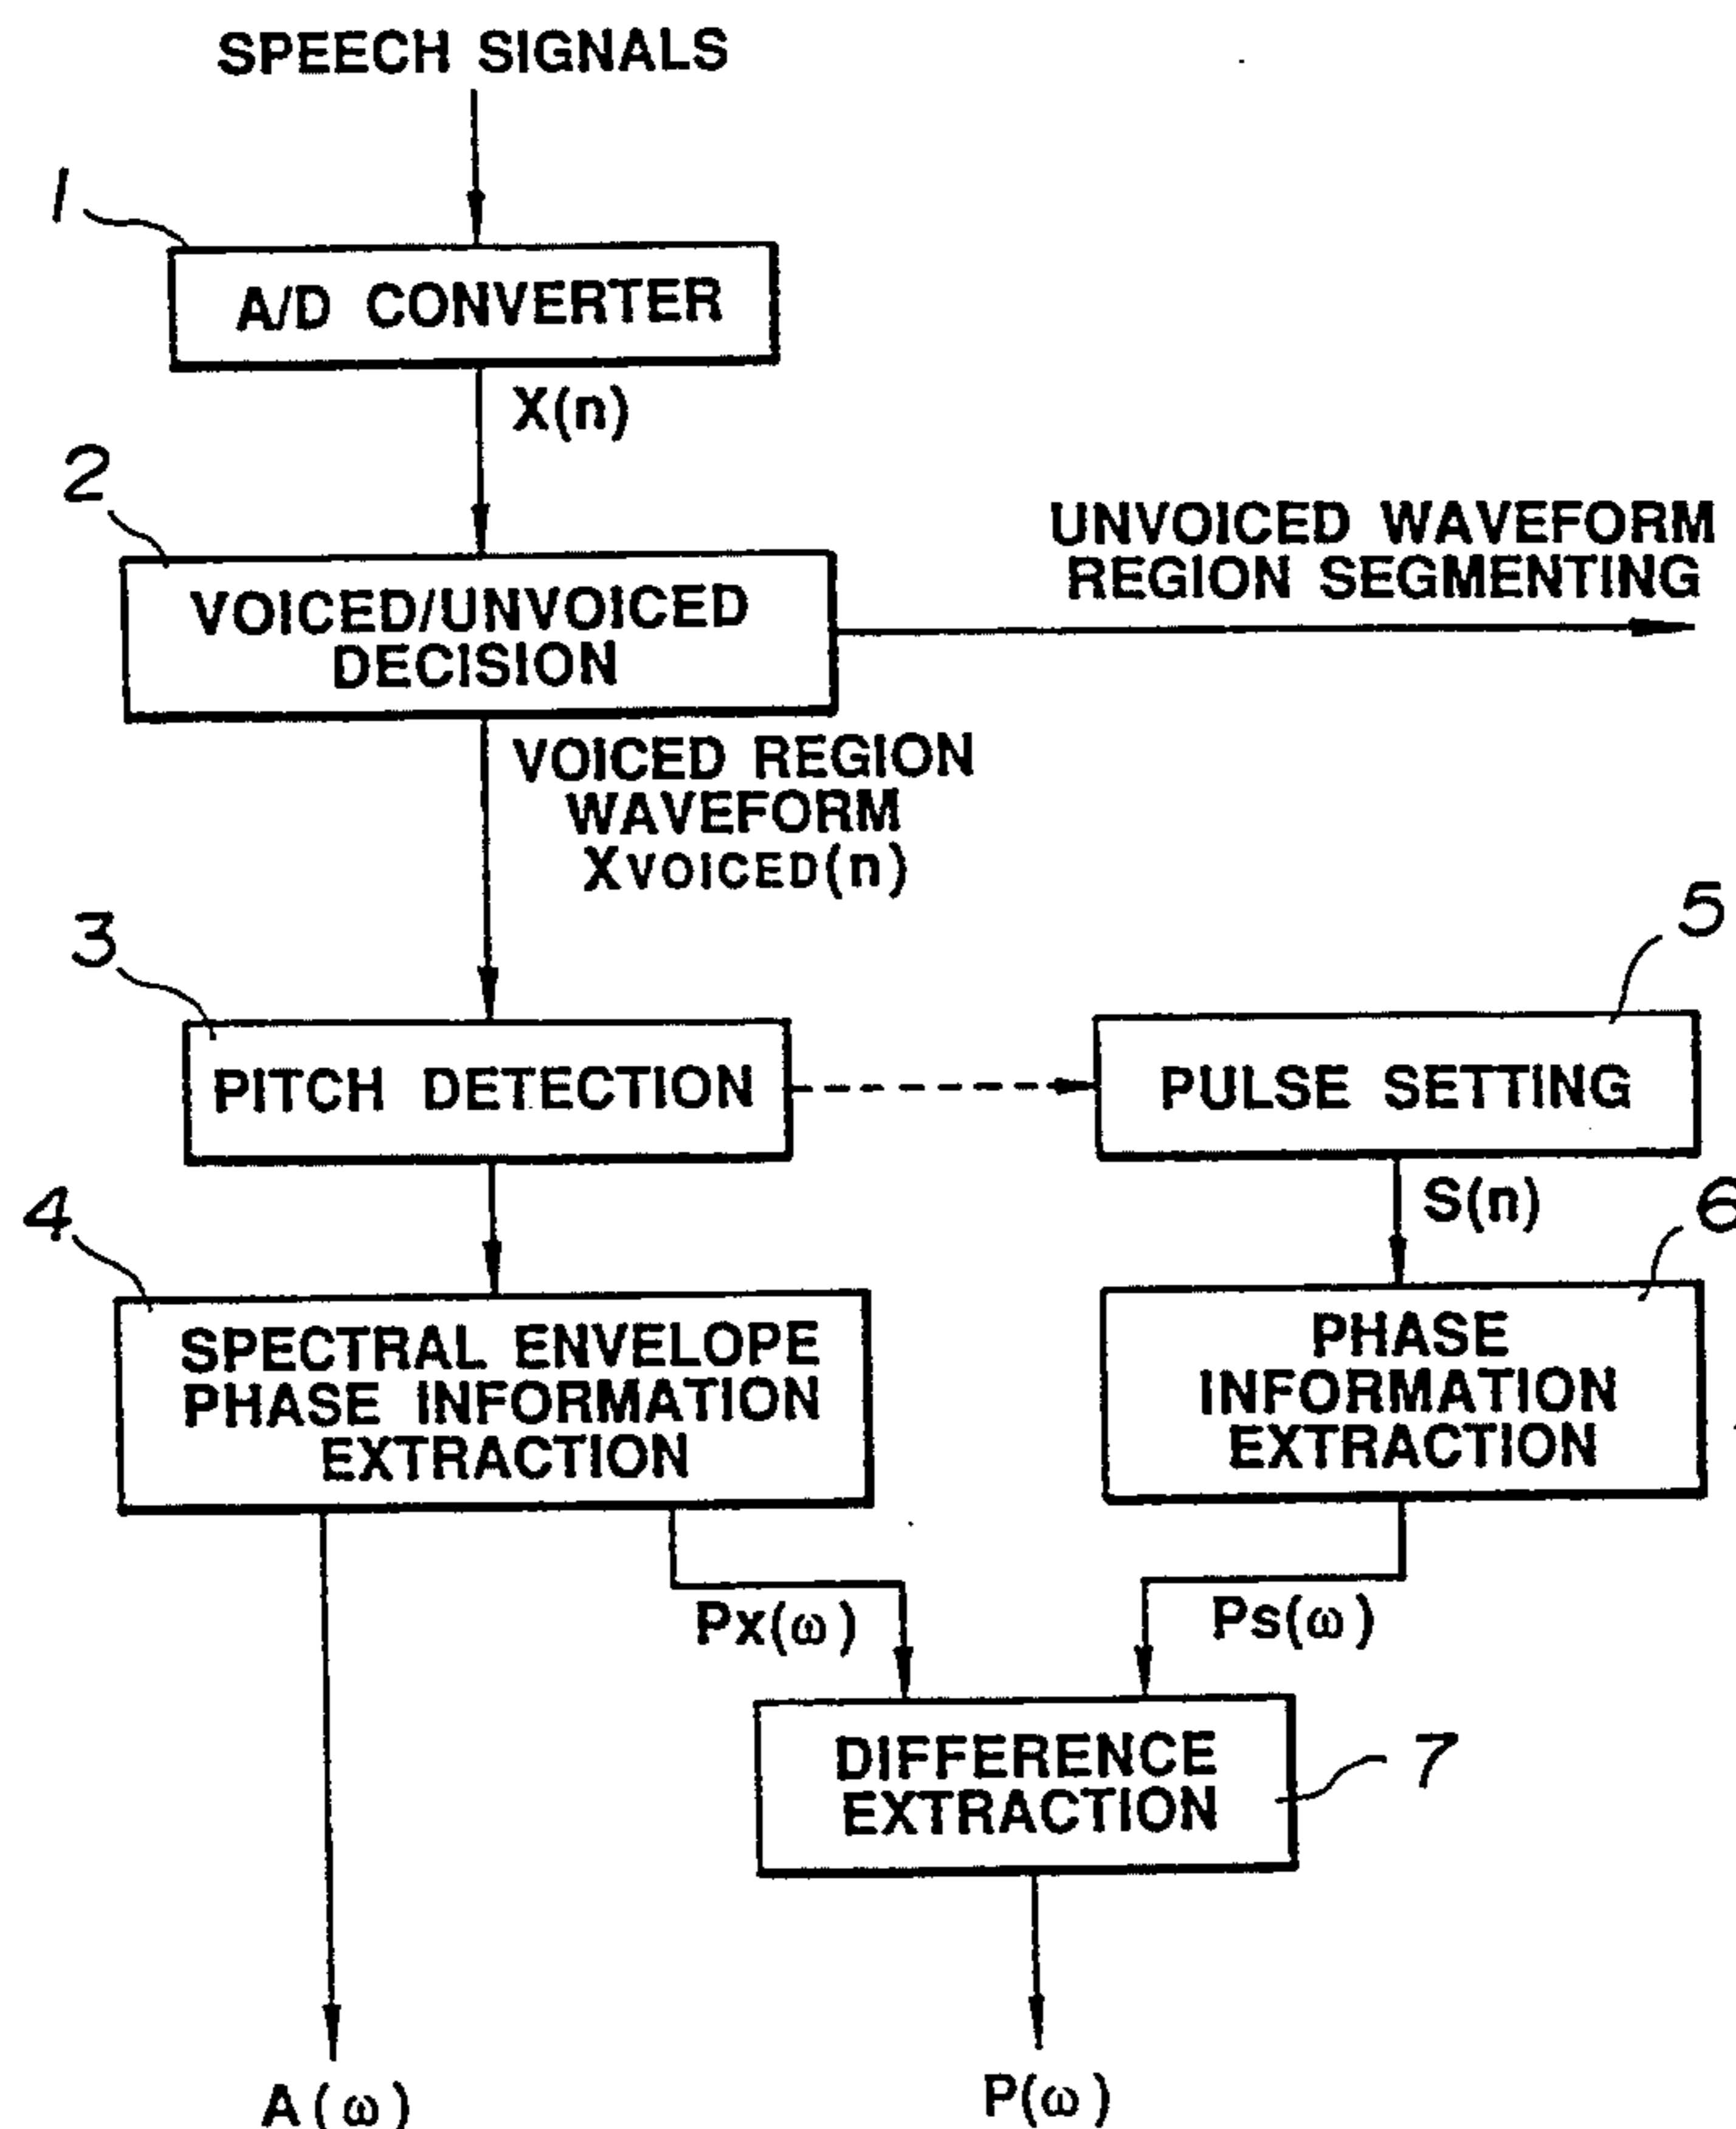 SPEECH SIGNALS
1
A/D CONVERTER
X(n)
2
VOICED/UNVOICED
DECISION
UNVOICED WAVEFORM
REGION SEGMENTING
VOICED REGION
WAVEFORM
XVOICED(n)
3
PITCH DETECTION
5
PULSE SETTING
S(n)
4
SPECTRAL ENVELOPE
PHASE INFORMATION
EXTRACTION
6
PHASE
INFORMATION
EXTRACTION
Px(ω)
Ps(ω)
DIFFERENCE
EXTRACTION
7
A(ω)
P(ω)